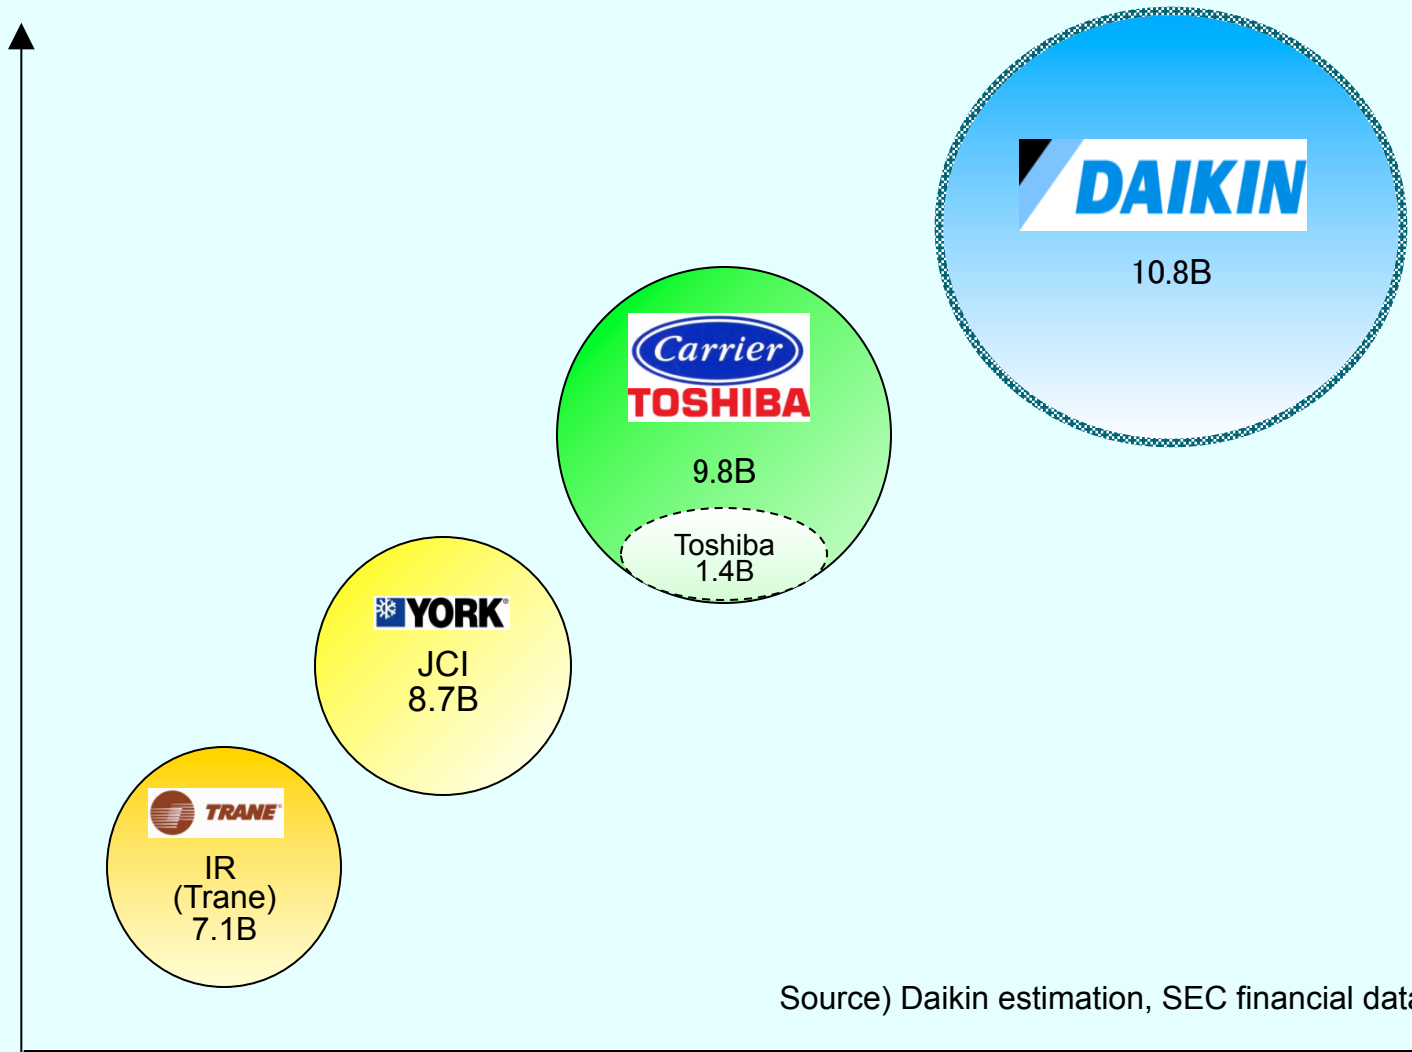 DAIKIN
10.8B
Carrier
TOSHIBA
9.8B
Toshiba
1.4B
YORK®
JCI
8.7B
TRANE®
IR
(Trane)
7.1B
Source) Daikin estimation, SEC financial data